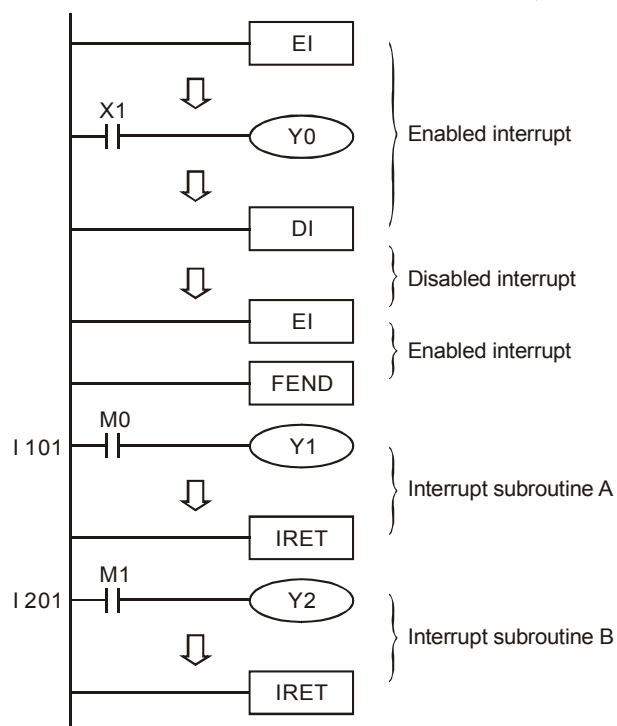 EI
X1
Y0
Enabled interrupt
DI
Disabled interrupt
EI
Enabled interrupt
FEND
M0
I 101
Y1
Interrupt subroutine A
IRET
M1
I 201
Y2
Interrupt subroutine B
IRET